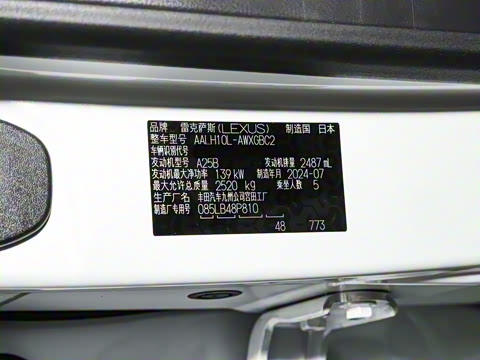 品牌 雷克萨斯(LEXUS) 制造国 日本
整车型号 AALH10L-AWXGBC2
车辆识别代号
发动机型号 A25B 发动机排量 2487 mL
发动机最大净功率 139 kW 制造年月 2024-07
最大允许总质量 2520 kg 乘坐人数 5
生产厂名 丰田汽车九州公司宫田工厂
制造厂专用号 085LB48P810
48 773